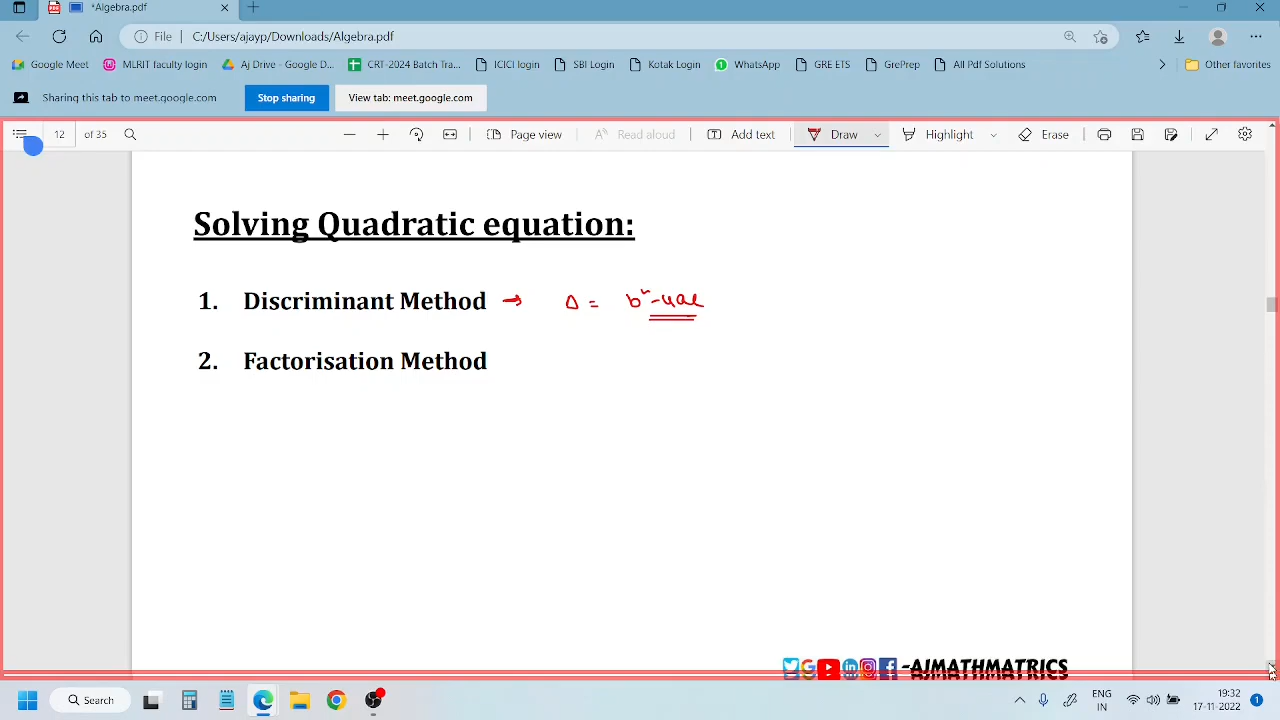 *Algebra.pdf
File C:/Users/ajayp/Downloads/Algebra.pdf
Google Meet MLRIT faculty login Aj Drive - Google D... CRT-2024 Batch Tra... ICICI login SBI Login Kotak Login WhatsApp GRE ETS GrePrep All Pdf Solutions Other favorites
Sharing this tab to meet.google.com Stop sharing View tab: meet.google.com
12 of 35 Page view Read aloud Add text Draw Highlight Erase
Solving Quadratic equation:
1. Discriminant Method → Δ = b²-4ac
2. Factorisation Method
-AJMATHMATRICS
Search ENG 19:32
IN 17-11-2022 1